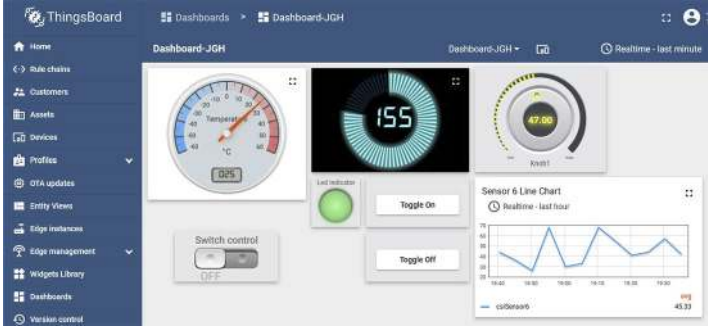 ThingsBoard
Dashboards > Dashboard-JGH
Home
Dashboard-JGH
Dashboard-JGH
Realtime - last minute
Rule chains
Customers
Assets
Devices
Profiles
OTA updates
Entity Views
Edge instances
Edge management
Widgets Library
Dashboards
Version control
Temperature
°C
025
155
47.00
Knob1
Led indicator
Toggle On
Switch control
OFF
Toggle Off
Sensor 6 Line Chart
Realtime - last hour
avg
colSensor6
45.33